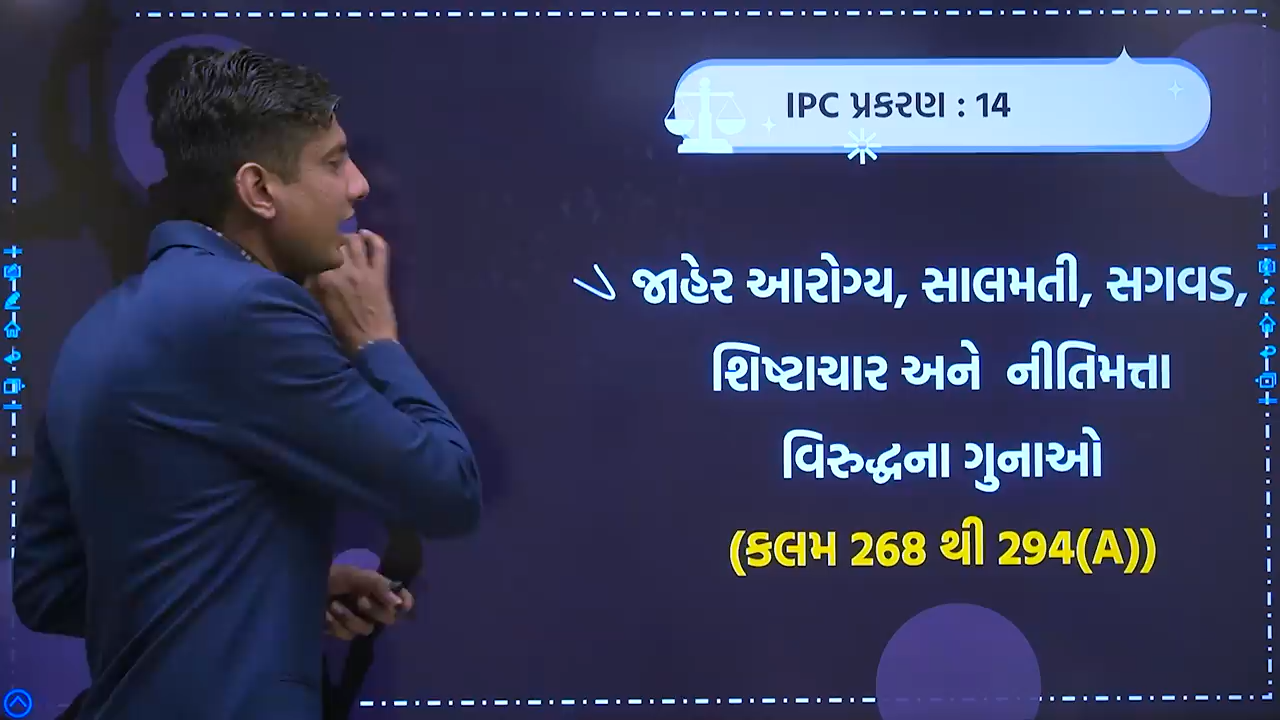 IPC પ્રકરણ : 14
જાહેર આરોગ્ય, સાલમતી, સગવડ,
શિષ્ટાચાર અને નીતિમત્તા
વિરુદ્ધના ગુનાઓ
(કલમ 268 થી 294(A))